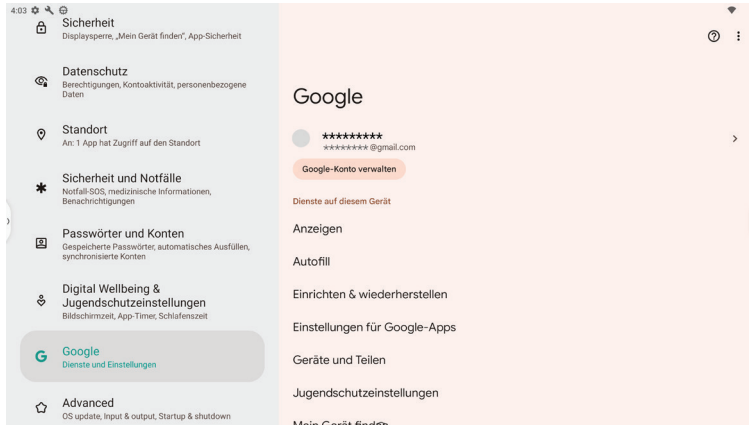 4:03
Sicherheit
Displaysperre, „Mein Gerät finden", App-Sicherheit
Datenschutz
Berechtigungen, Kontoaktivität, personenbezogene
Daten
Standort
An: 1 App hat Zugriff auf den Standort
Sicherheit und Notfälle
Notfall-SOS, medizinische Informationen,
Benachrichtigungen
Passwörter und Konten
Gespeicherte Passwörter, automatisches Ausfüllen,
synchronisierte Konten
Digital Wellbeing &
Jugendschutzeinstellungen
Bildschirmzeit, App-Timer, Schlafenszeit
Google
Dienste und Einstellungen
Advanced
OS update, Input & output, Startup & shutdown
Google
*********
********@gmail.com
Google-Konto verwalten
Dienste auf diesem Gerät
Anzeigen
Autofill
Einrichten & wiederherstellen
Einstellungen für Google-Apps
Geräte und Teilen
Jugendschutzeinstellungen
Mein Gerät finden